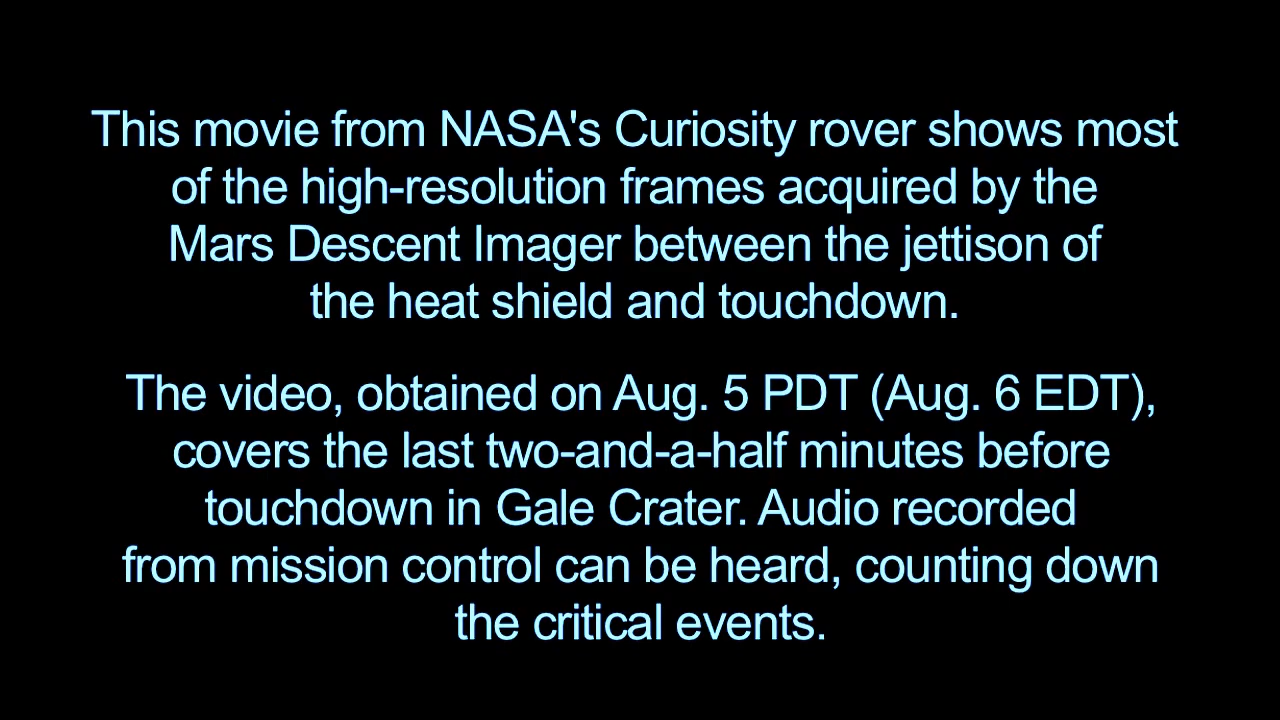 This movie from NASA's Curiosity rover shows most
of the high-resolution frames acquired by the
Mars Descent Imager between the jettison of
the heat shield and touchdown.
The video, obtained on Aug. 5 PDT (Aug. 6 EDT),
covers the last two-and-a-half minutes before
touchdown in Gale Crater. Audio recorded
from mission control can be heard, counting down
the critical events.